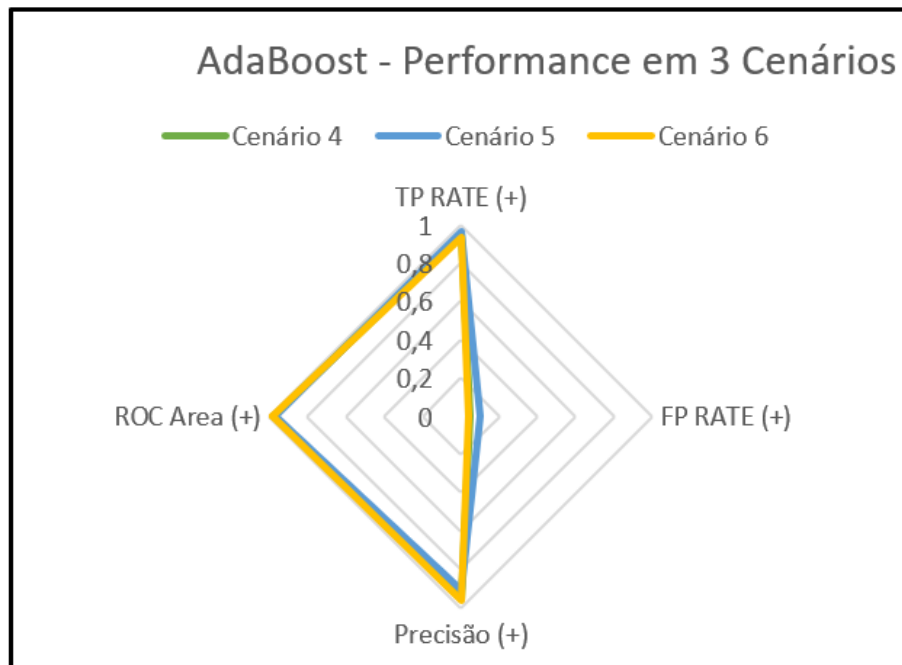 AdaBoost - Performance em 3 Cenários
Cenário 4 Cenário 5 Cenário 6
TP RATE (+)
1
0,8
0,6
0,4
0,2
0
ROC Area (+) FP RATE (+)
Precisão (+)